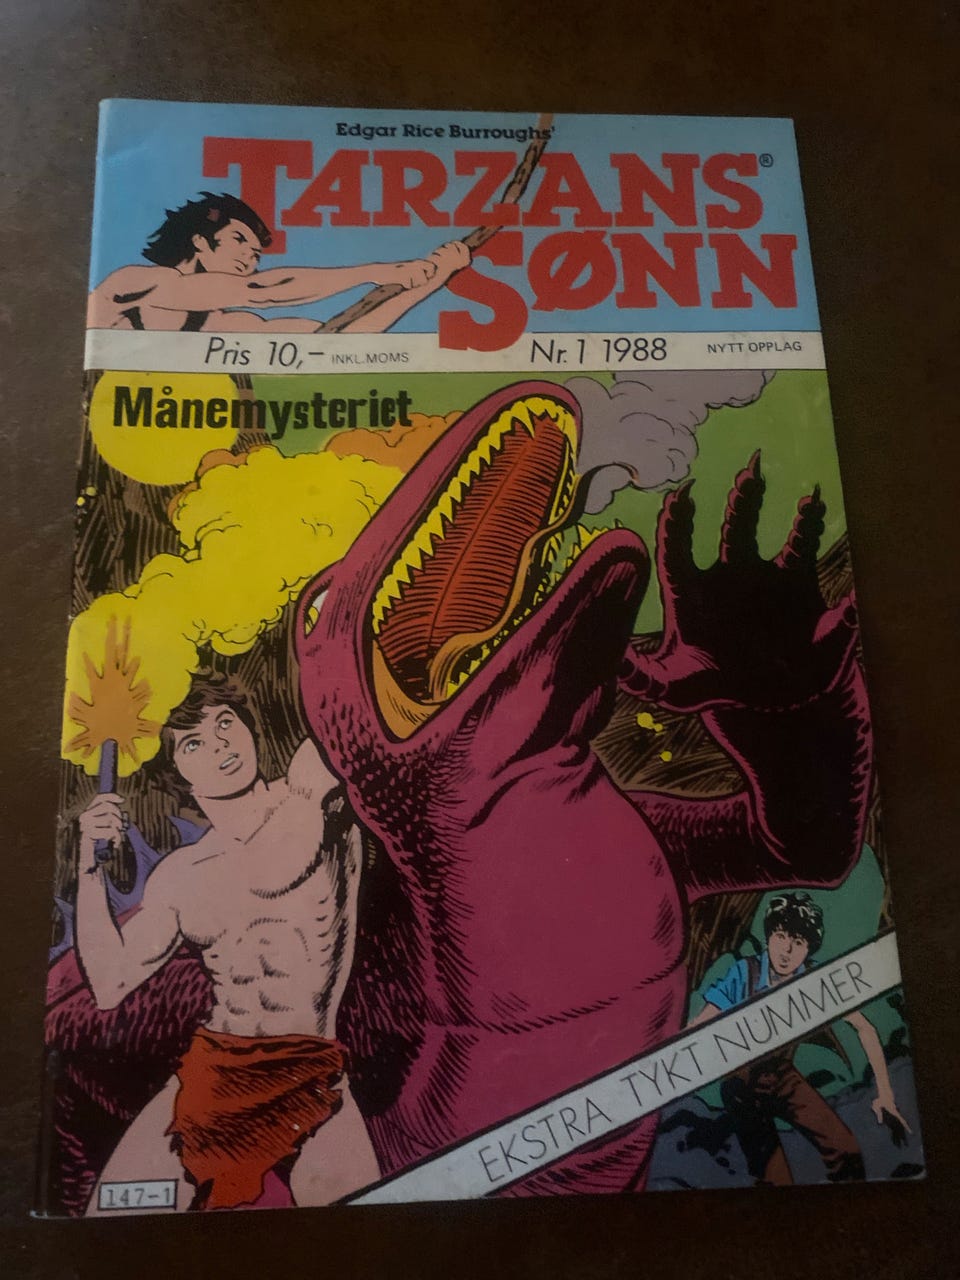 Edgar Rice Burroughs'
TARZANS®
SØNN
Pris 10,- INKL.MOMS Nr. 1 1988 NYTT OPPLAG
Månemysteriet
EKSTRA TYKT NUMMER
147-1